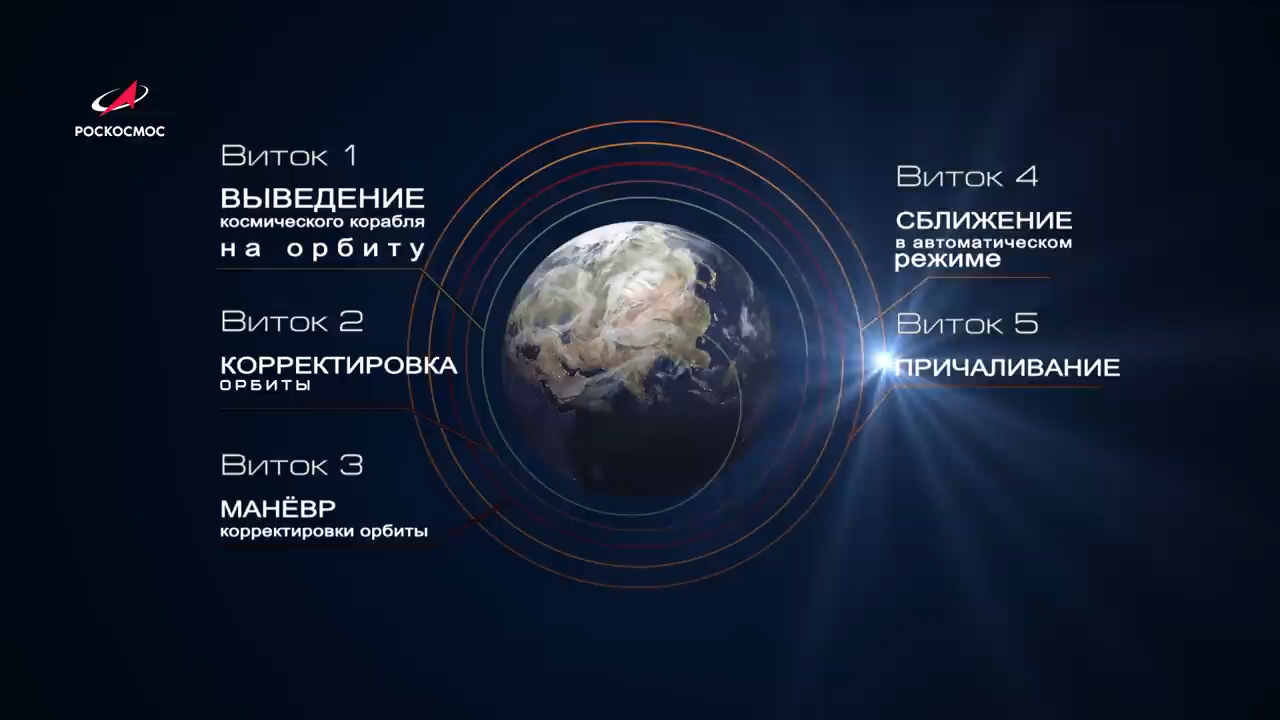 РОСКОСМОС
Виток 1
ВЫВЕДЕНИЕ
космического корабля
на орбиту
Виток 2
КОРРЕКТИРОВКА
ОРБИТЫ
Виток 3
МАНЁВР
корректировки орбиты
Виток 4
СБЛИЖЕНИЕ
в автоматическом
режиме
Виток 5
ПРИЧАЛИВАНИЕ